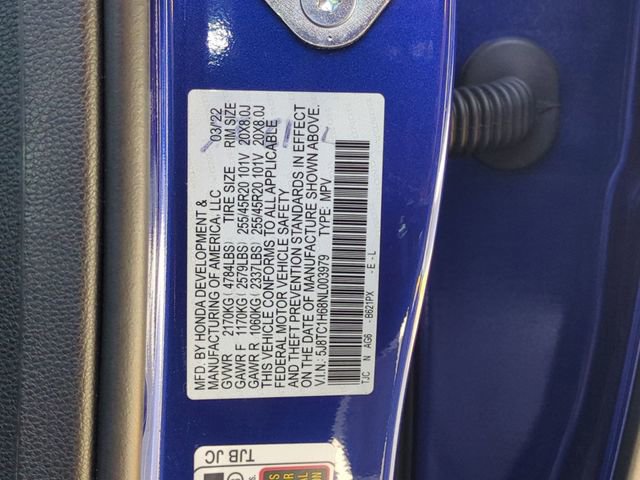 MFD. BY HONDA DEVELOPMENT &
MANUFACTURING OF AMERICA, LLC 03/22
GVWR 2170KG( 4784LBS) TIRE SIZE RIM SIZE
GAWR F 1170KG( 2579LBS) 255/45R20 101V 20X8.0J
GAWR R 1060KG( 2337LBS) 255/45R20 101V 20X8.0J
THIS VEHICLE CONFORMS TO ALL APPLICABLE
FEDERAL MOTOR VEHICLE SAFETY
AND THEFT PREVENTION STANDARDS IN EFFECT
ON THE DATE OF MANUFACTURE SHOWN ABOVE.
V.I.N.: 5J8TC1H68NL003979 TYPE: MPV
TJC N AG6 - B621PX - E - L
TJB JC